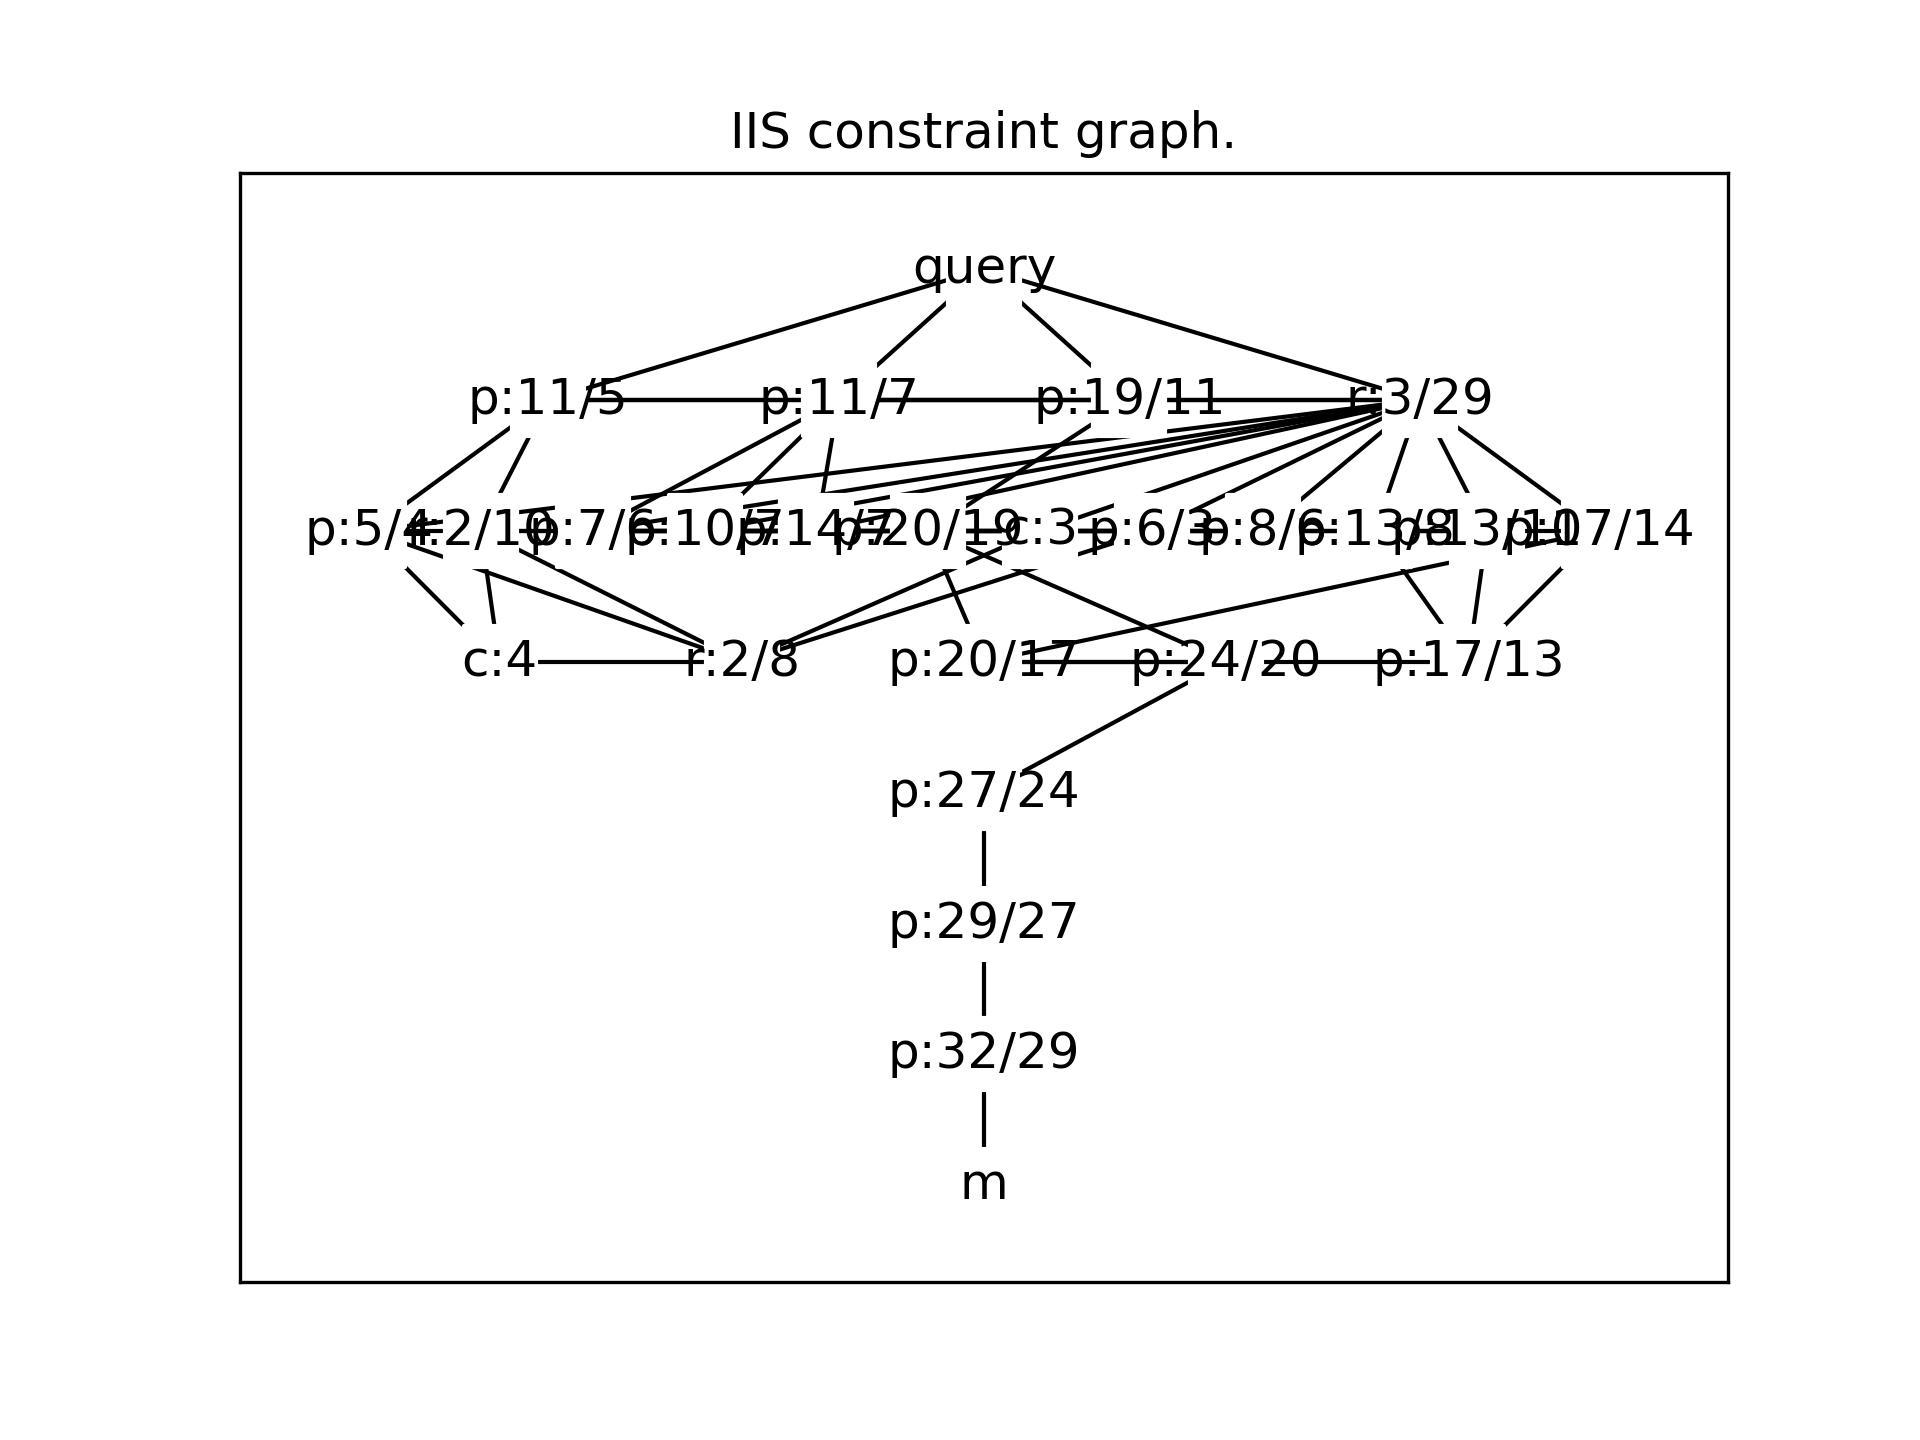 IIS constraint graph.
query
p:11/5 p:11/7 p:19/11 r:3/29
p:5/4 r:2/10 p:7/6 p:10/7 p:14/7 p:20/19 c:3 p:6/3 p:8/6 p:13/8 p:13/10 p:17/14
c:4 r:2/8 p:20/17 p:24/20 p:17/13
p:27/24
p:29/27
p:32/29
m